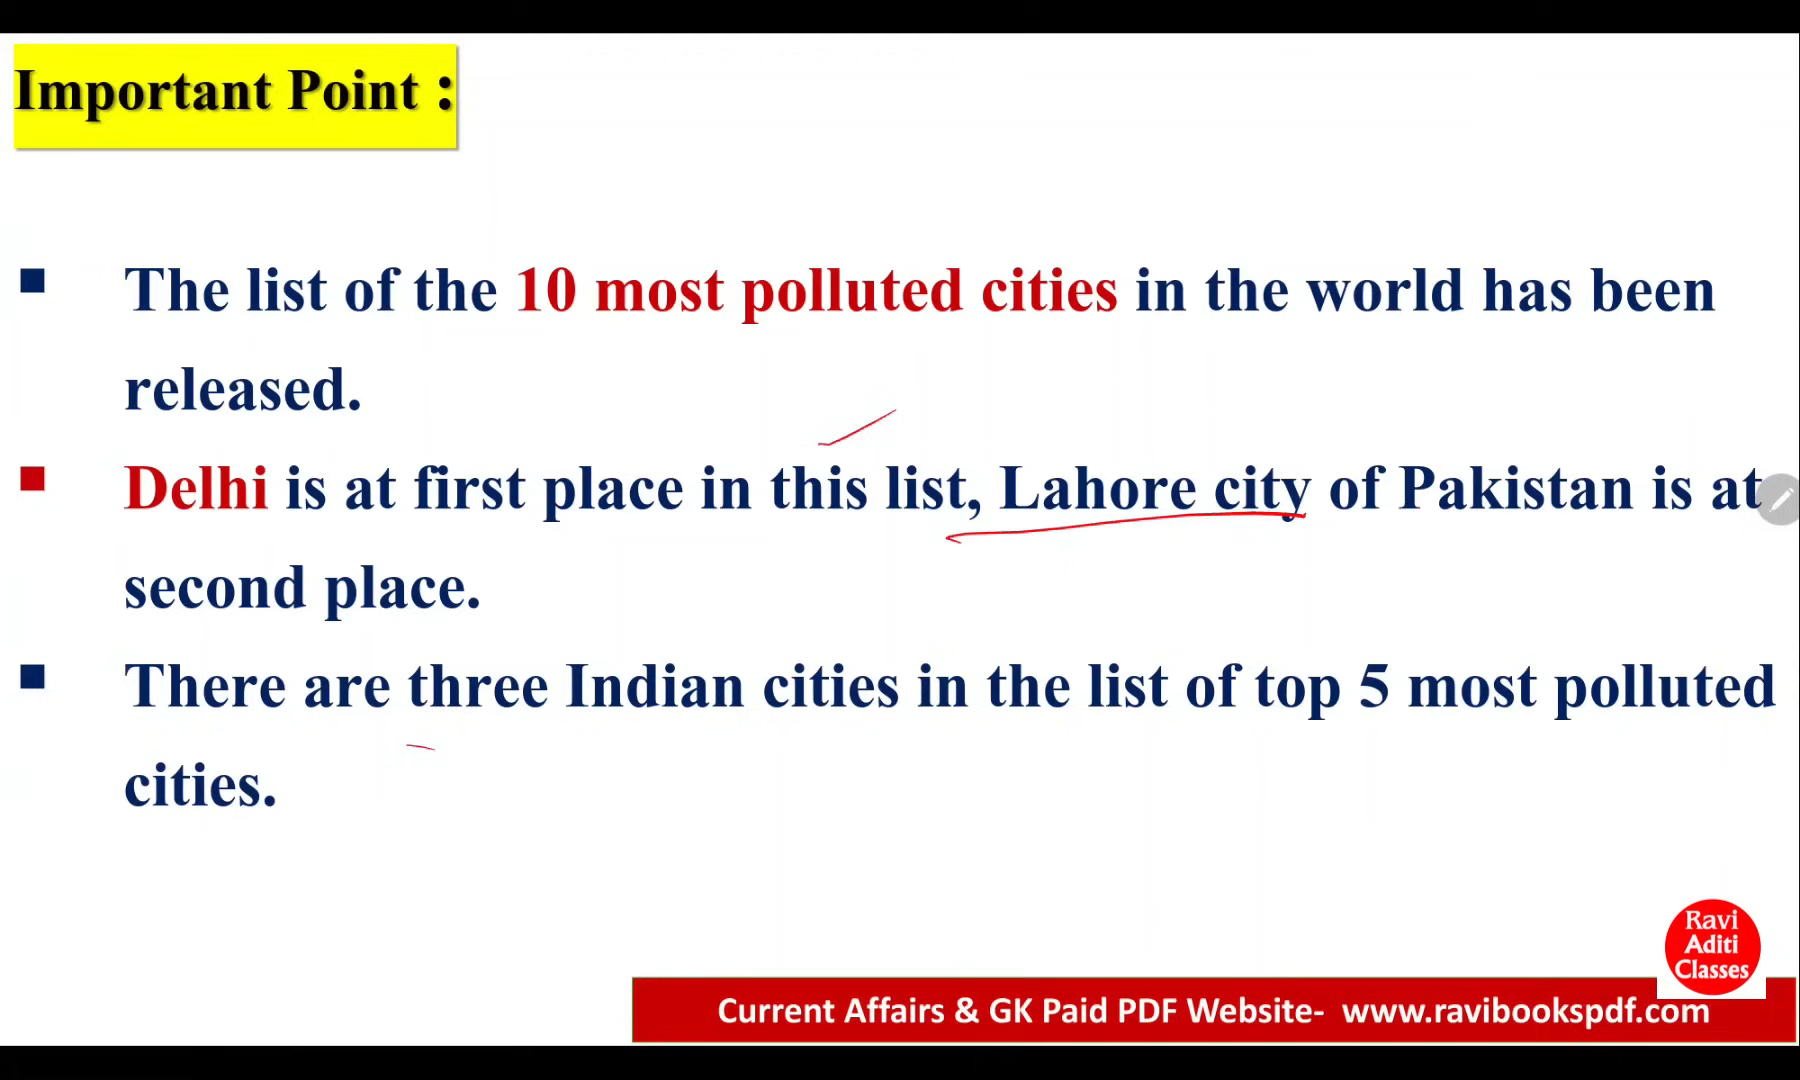 Important Point :
The list of the 10 most polluted cities in the world has been
released.
Delhi is at first place in this list, Lahore city of Pakistan is at
second place.
There are three Indian cities in the list of top 5 most polluted
cities.
Ravi
Aditi
Classes
Current Affairs & GK Paid PDF Website- www.ravibookspdf.com